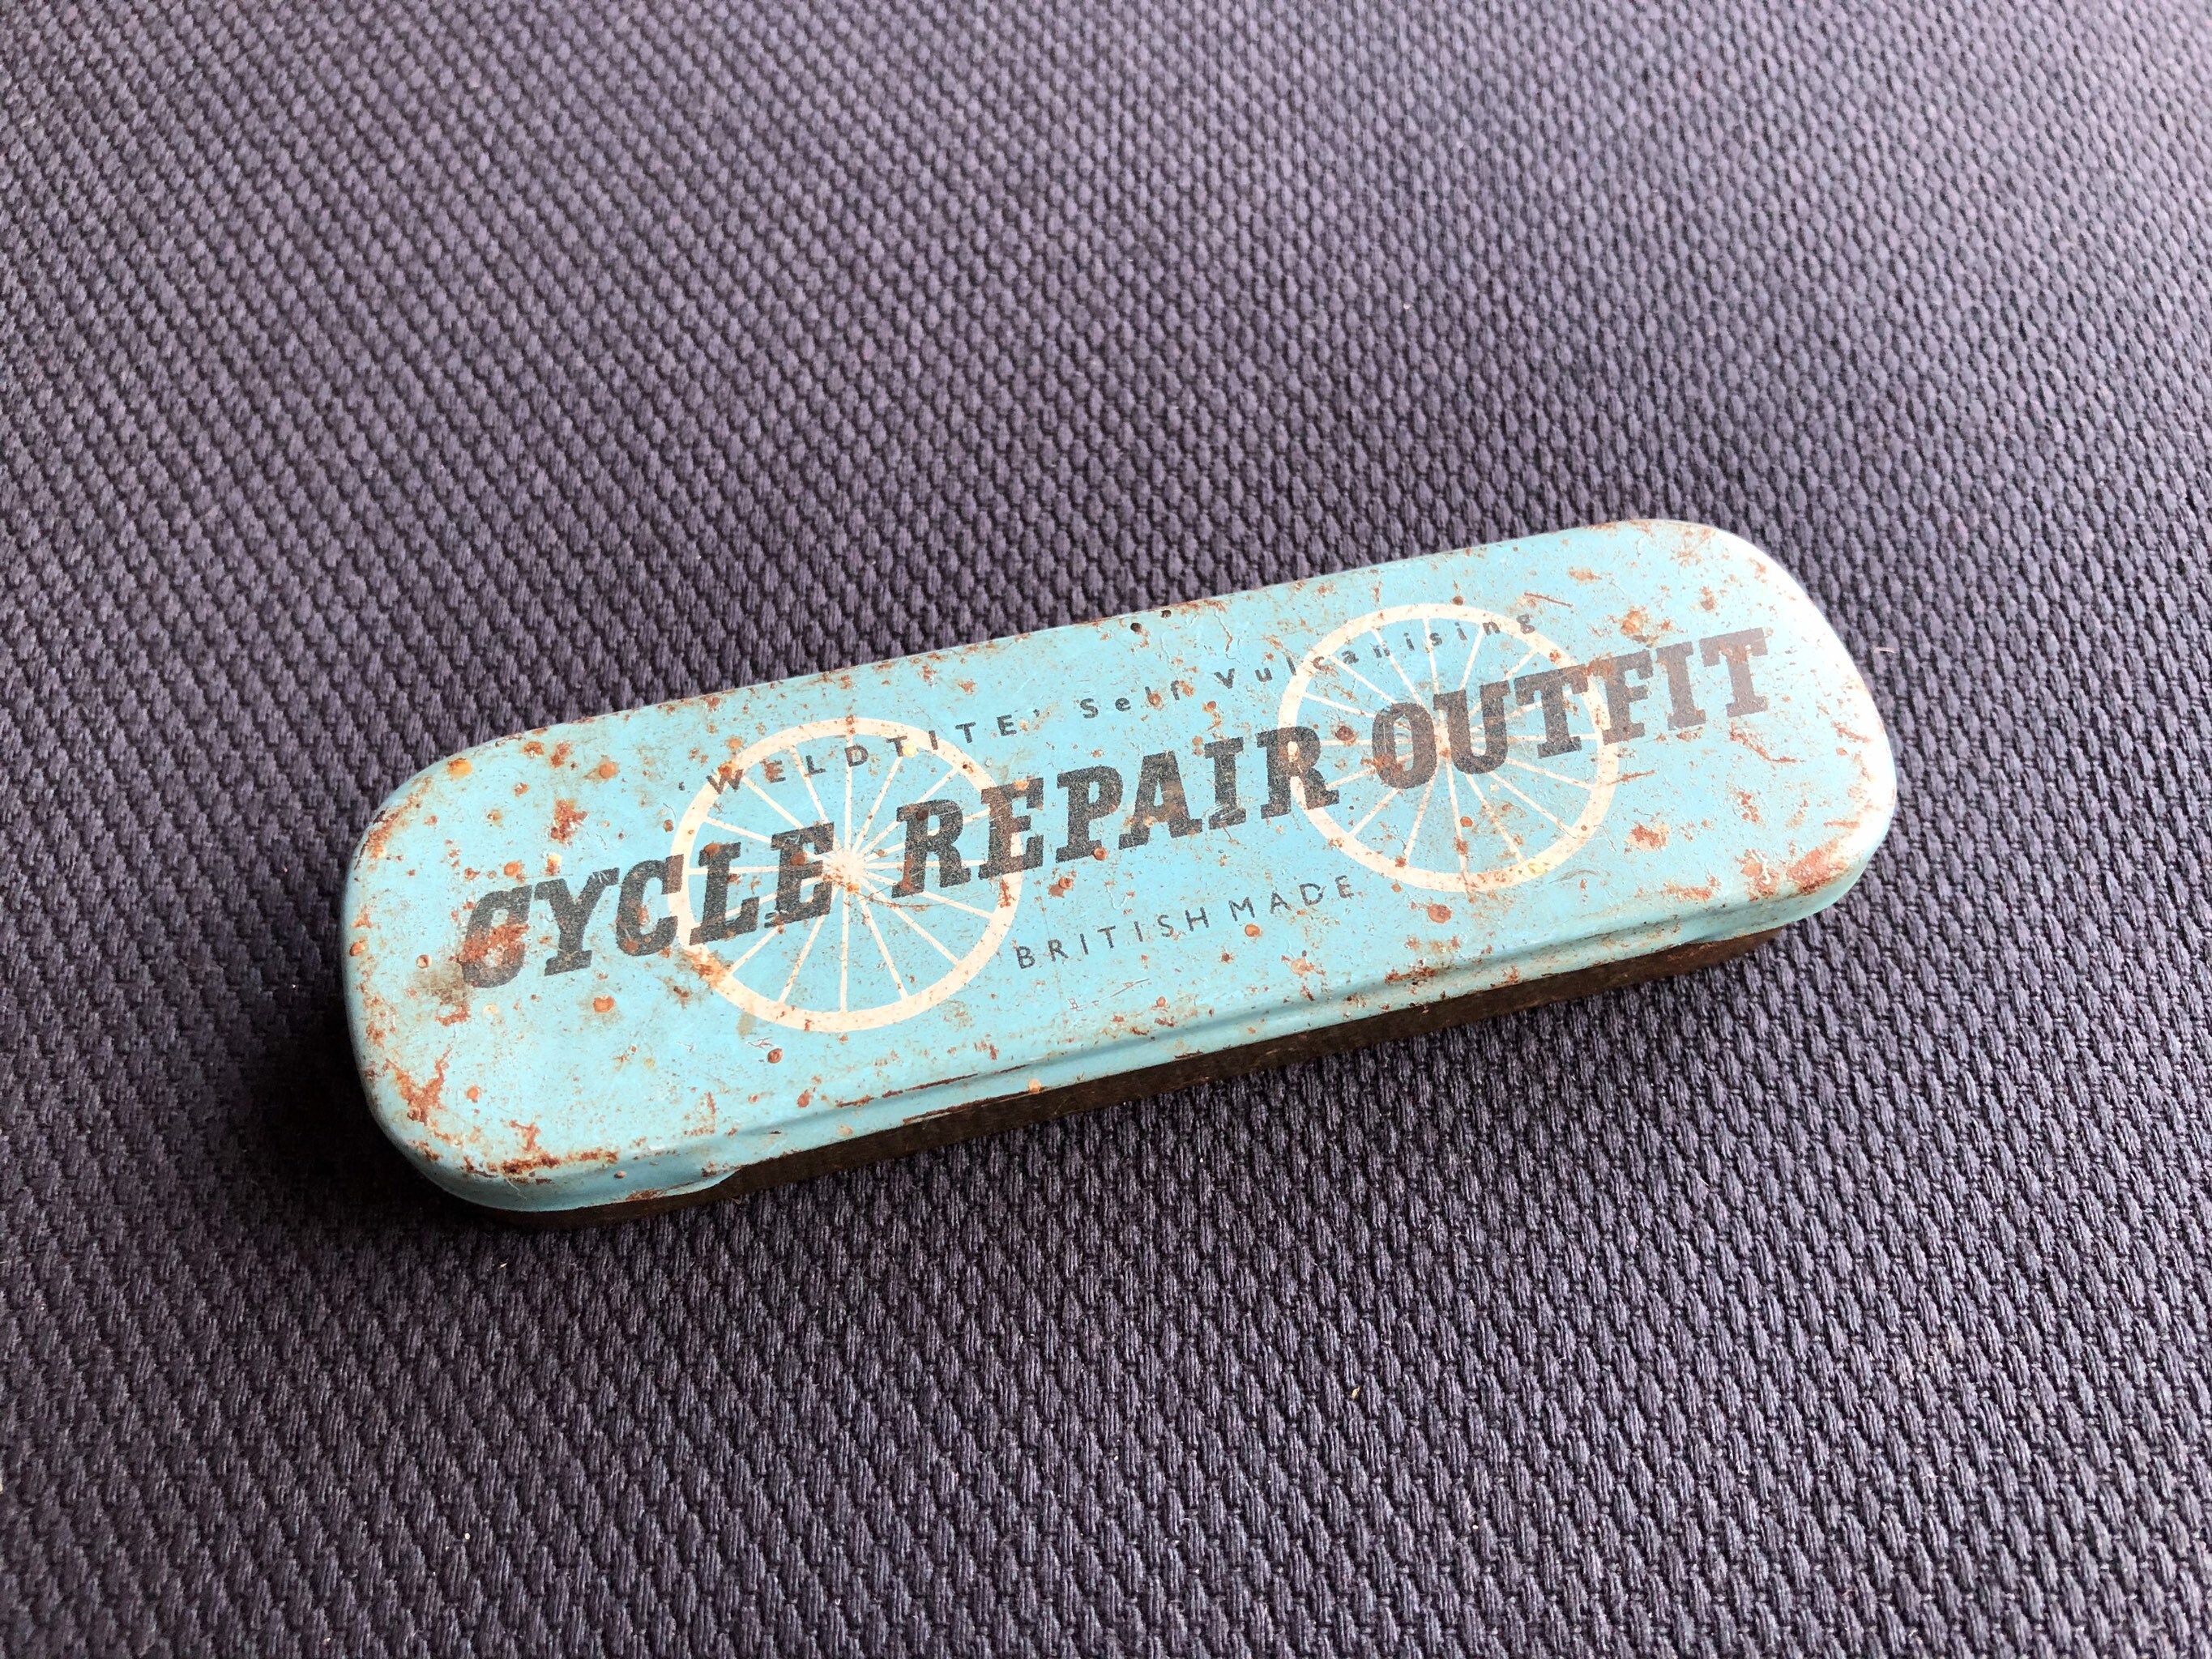 'WELDTITE' Self Vulcanising
CYCLE REPAIR OUTFIT
BRITISH MADE